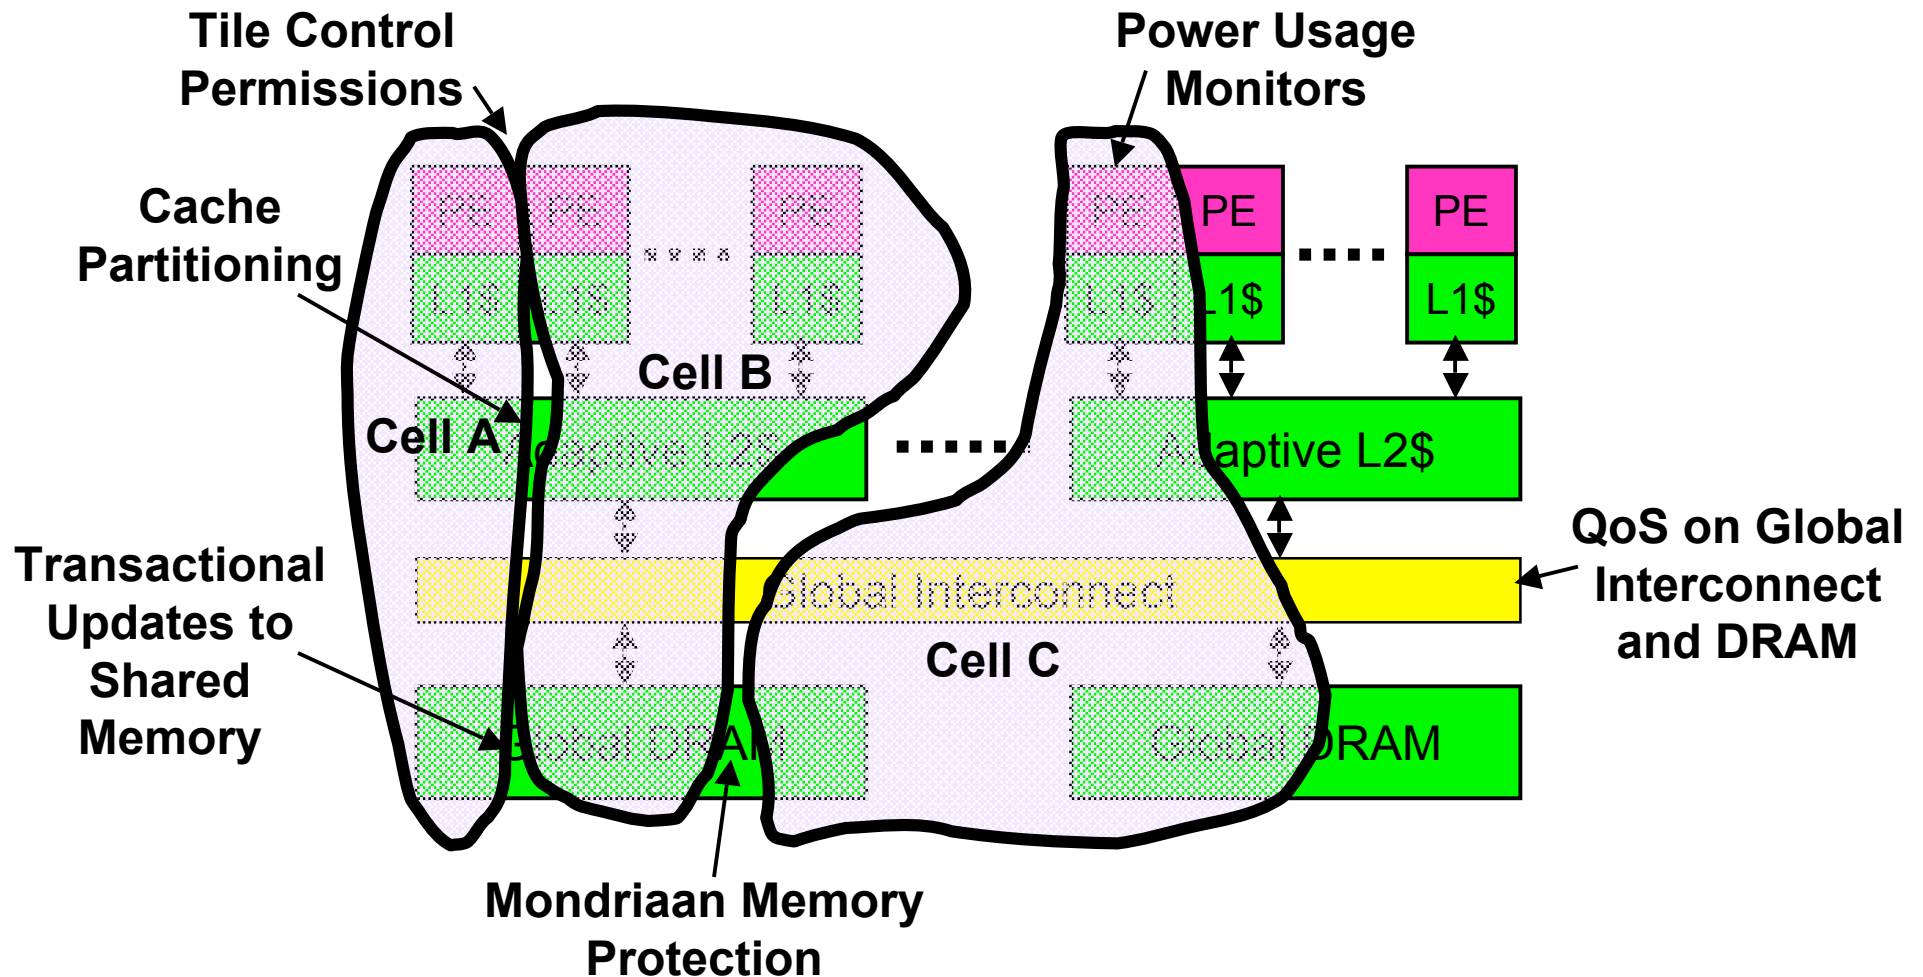 Tile Control
Permissions
Power Usage
Monitors
Cache
Partitioning
PE PE PE PE PE PE
L1$ L1$ L1$ L1$ L1$ L1$
Cell B
Cell A
Adaptive L2$
Adaptive L2$
QoS on Global
Interconnect
and DRAM
Transactional
Updates to
Shared
Memory
Global Interconnect
Cell C
Global DRAM
Global DRAM
Mondriaan Memory
Protection